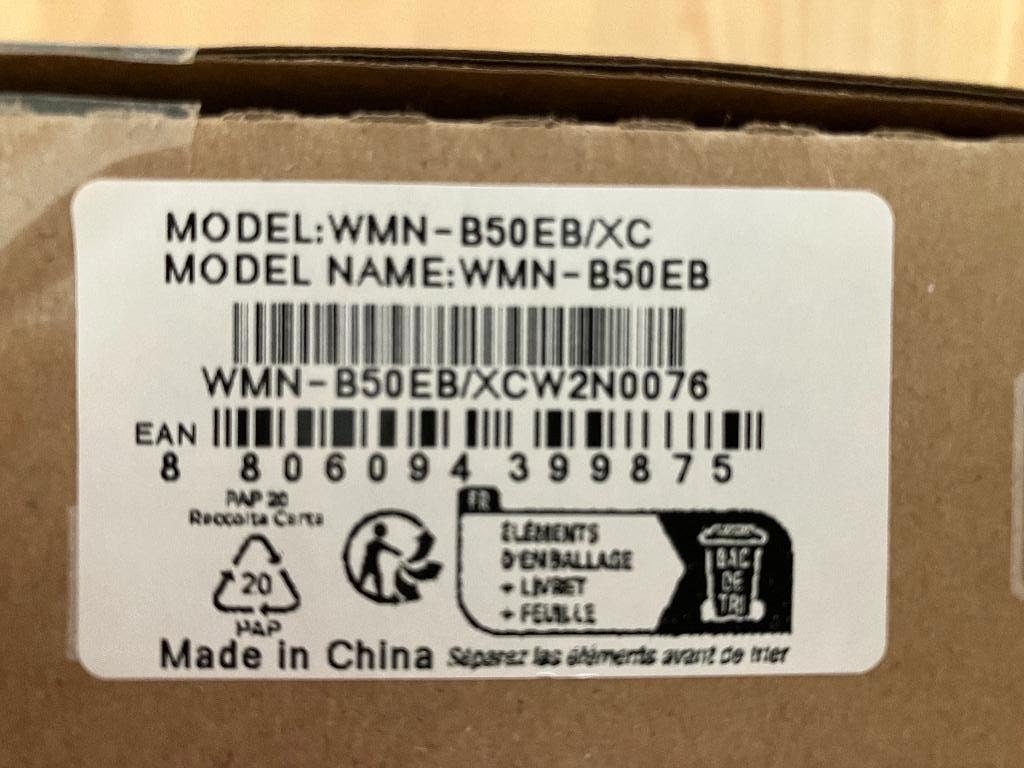 MODEL:WMN-B50EB/XC
MODEL NAME:WMN-B50EB
WMN-B50EB/XCW2N0076
EAN
8 806094 399875
PAP 20
Raccolta Carta
20
PAP
FR
ÉLÉMENTS
D'EMBALLAGE
+ LIVRET
+ FEUILLE
BAC
DE
TRI
Made in China
Séparez les éléments avant de trier